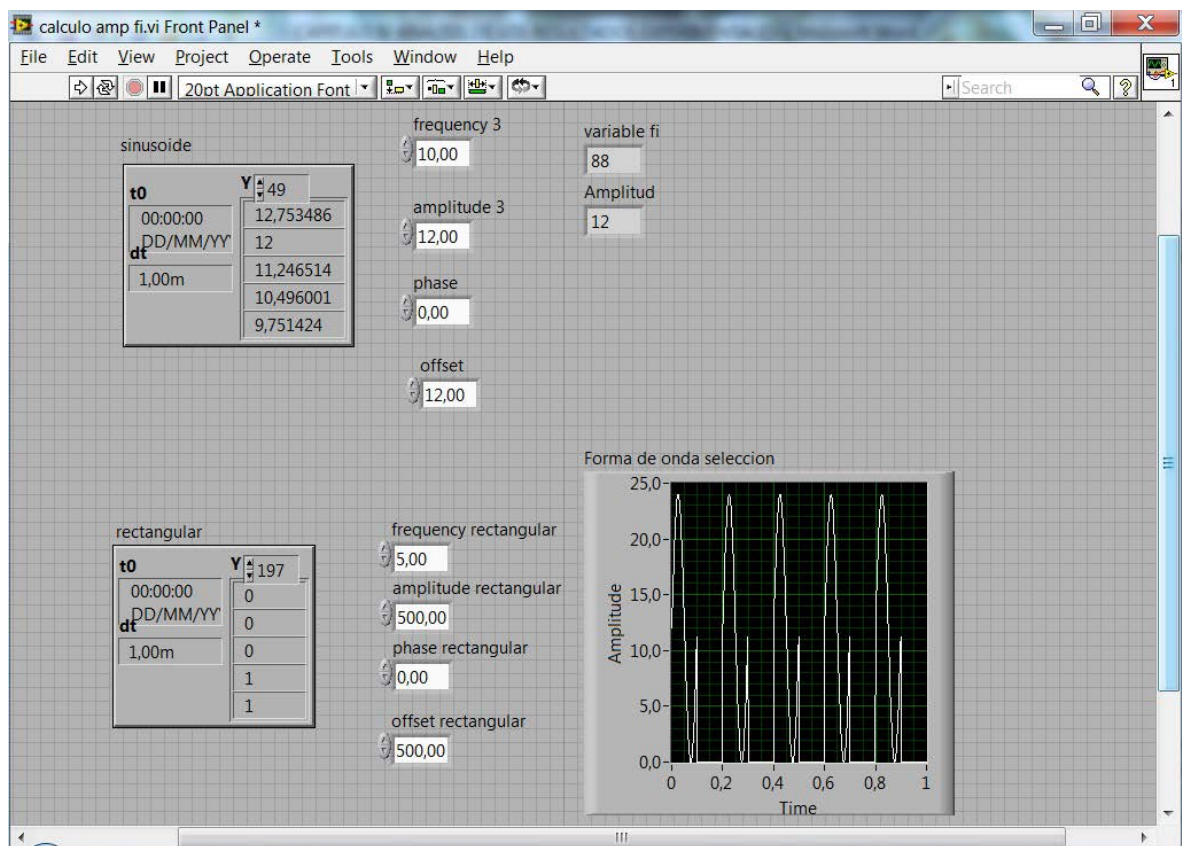 calculo amp fi.vi Front Panel *
File Edit View Project Operate Tools Window Help
20pt Application Font
Search
?
1
sinusoide
t0
00:00:00
DD/MM/YY
dt
1,00m
Y 49
12,753486
12
11,246514
10,496001
9,751424
frequency 3
10,00
amplitude 3
12,00
phase
0,00
offset
12,00
variable fi
88
Amplitud
12
rectangular
t0
00:00:00
DD/MM/YY
dt
1,00m
Y 197
0
0
0
1
1
frequency rectangular
5,00
amplitude rectangular
500,00
phase rectangular
0,00
offset rectangular
500,00
Forma de onda seleccion
Amplitude
25,0
20,0
15,0
10,0
5,0
0,0
0 0,2 0,4 0,6 0,8 1
Time